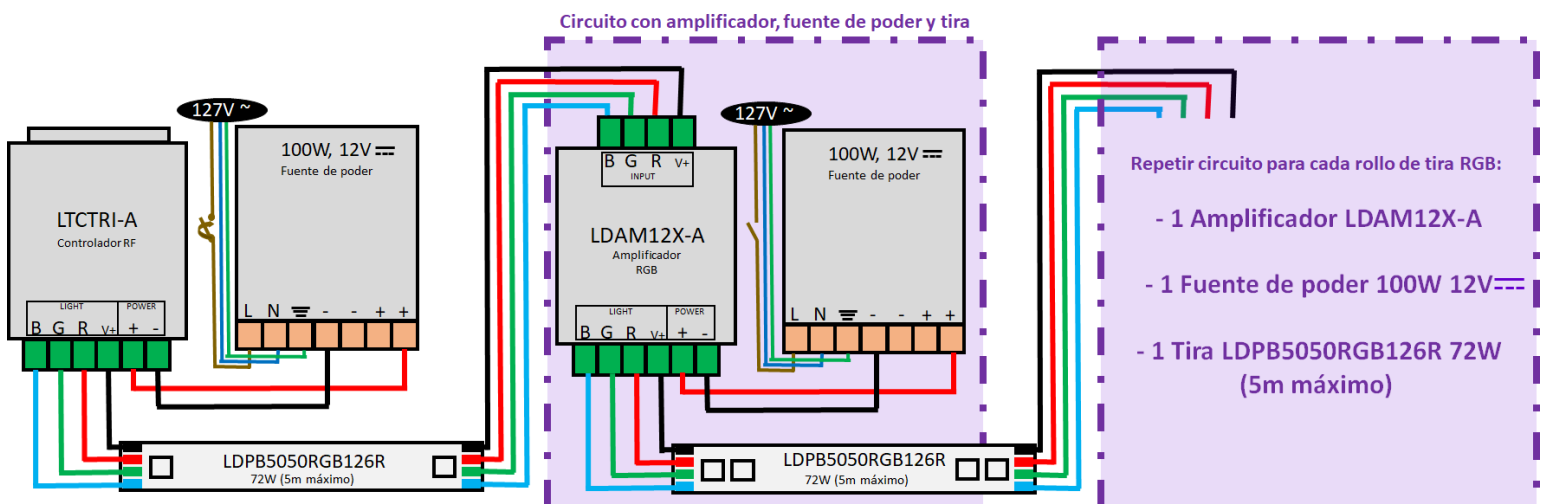 Circuito con amplificador, fuente de poder y tira
127V ~
100W, 12V
Fuente de poder
LTCTRI-A
Controlador RF
LIGHT
POWER
B G R V+ + -
L N - - + +
LDPB5050RGB126R
72W (5m máximo)
B G R V+
INPUT
LDAM12X-A
Amplificador
RGB
LIGHT
POWER
B G R V+ + -
127V ~
100W, 12V
Fuente de poder
L N - - + +
LDPB5050RGB126R
72W (5m máximo)
Repetir circuito para cada rollo de tira RGB:
- 1 Amplificador LDAM12X-A
- 1 Fuente de poder 100W 12V
- 1 Tira LDPB5050RGB126R 72W
(5m máximo)